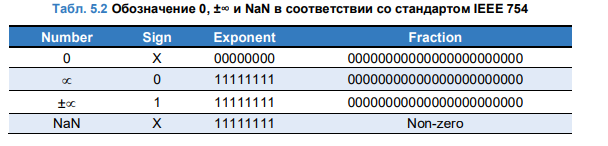 Табл. 5.2 Обозначение 0, ±∞ и NaN в соответствии со стандартом IEEE 754
Number Sign Exponent Fraction
0 X 00000000 00000000000000000000000
∝ 0 11111111 00000000000000000000000
±∝ 1 11111111 00000000000000000000000
NaN X 11111111 Non-zero